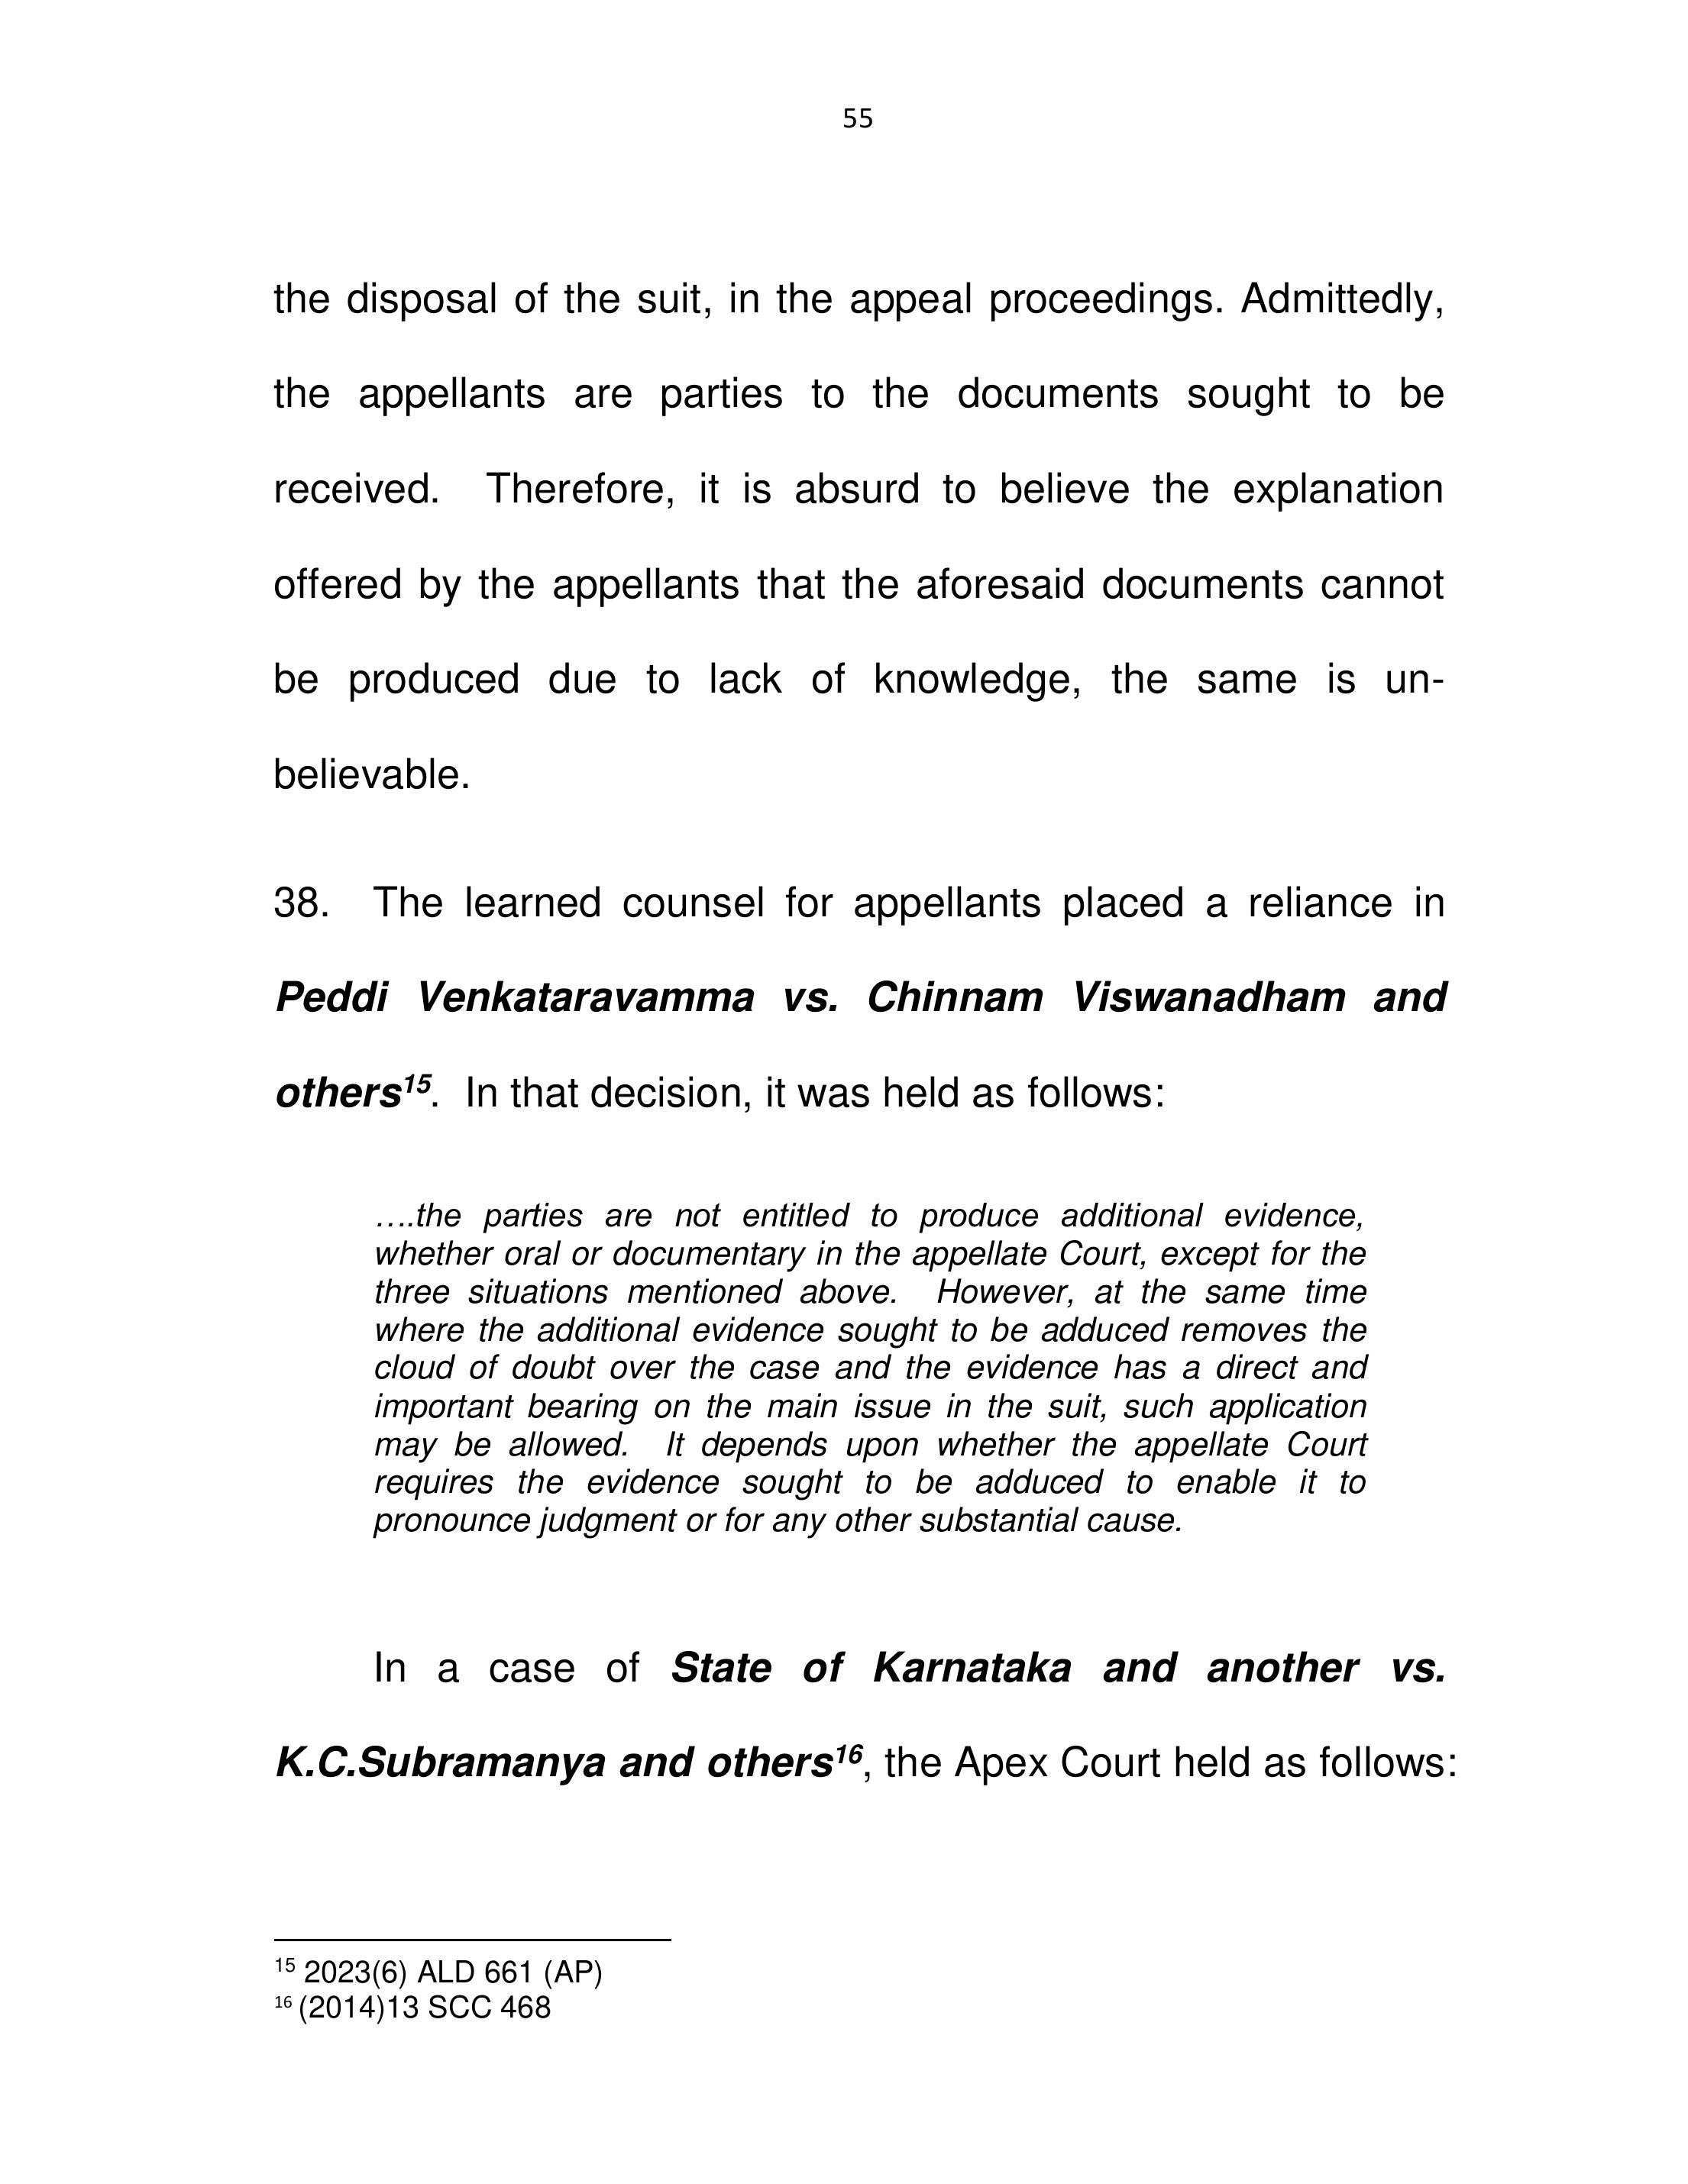 55
the disposal of the suit, in the appeal proceedings. Admittedly,
the appellants are parties to the documents sought to be
received. Therefore, it is absurd to believe the explanation
offered by the appellants that the aforesaid documents cannot
be produced due to lack of knowledge, the same is un-
believable.
38. The learned counsel for appellants placed a reliance in
Peddi Venkataravamma vs. Chinnam Viswanadham and
others¹⁵. In that decision, it was held as follows:
….the parties are not entitled to produce additional evidence,
whether oral or documentary in the appellate Court, except for the
three situations mentioned above. However, at the same time
where the additional evidence sought to be adduced removes the
cloud of doubt over the case and the evidence has a direct and
important bearing on the main issue in the suit, such application
may be allowed. It depends upon whether the appellate Court
requires the evidence sought to be adduced to enable it to
pronounce judgment or for any other substantial cause.
In a case of State of Karnataka and another vs.
K.C.Subramanya and others¹⁶, the Apex Court held as follows:
¹⁵ 2023(6) ALD 661 (AP)
¹⁶ (2014)13 SCC 468